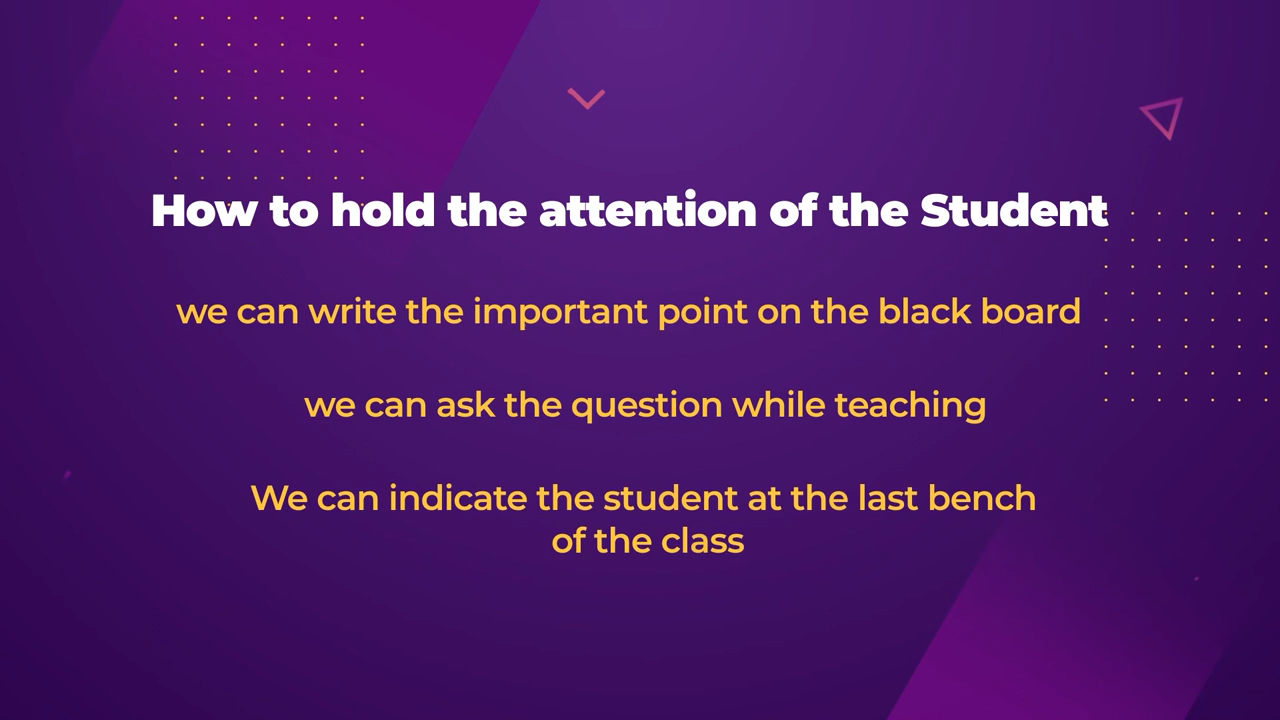 How to hold the attention of the Student
we can write the important point on the black board
we can ask the question while teaching
We can indicate the student at the last bench
of the class